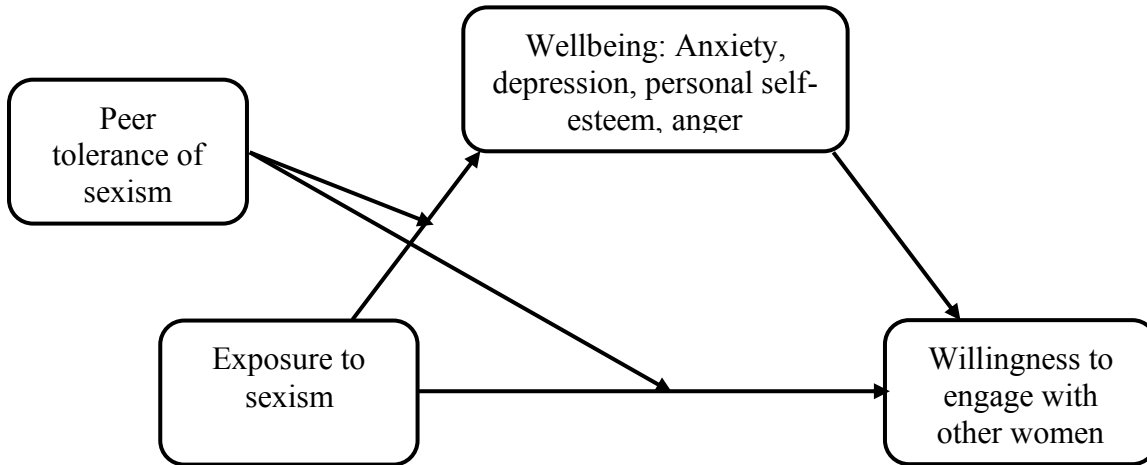 Wellbeing: Anxiety,
depression, personal self-
esteem, anger
Peer
tolerance of
sexism
Exposure to
sexism
Willingness to
engage with
other women